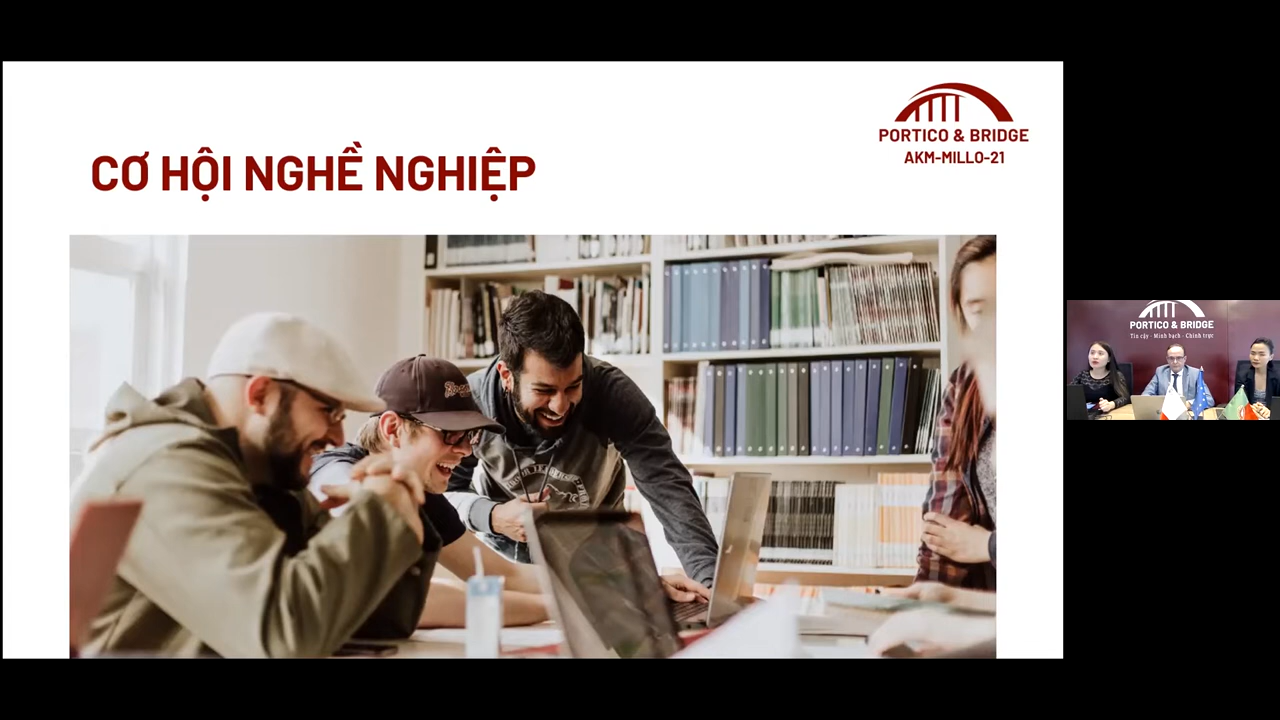 PORTICO & BRIDGE
AKM-MILLO-21
CƠ HỘI NGHỀ NGHIỆP
PORTICO & BRIDGE
Tin cậy - Minh bạch - Chính trực